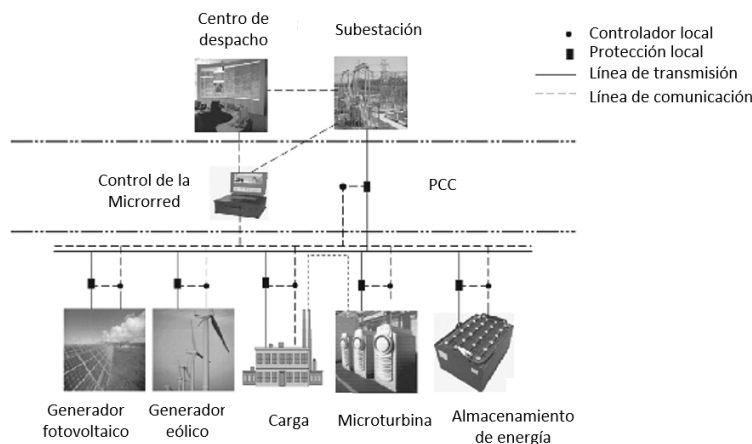 Centro de
despacho
Subestación
Controlador local
Protección local
Línea de transmisión
Línea de comunicación
Control de la
Microrred
PCC
Generador
fotovoltaico
Generador
eólico
Carga
Microturbina
Almacenamiento
de energía